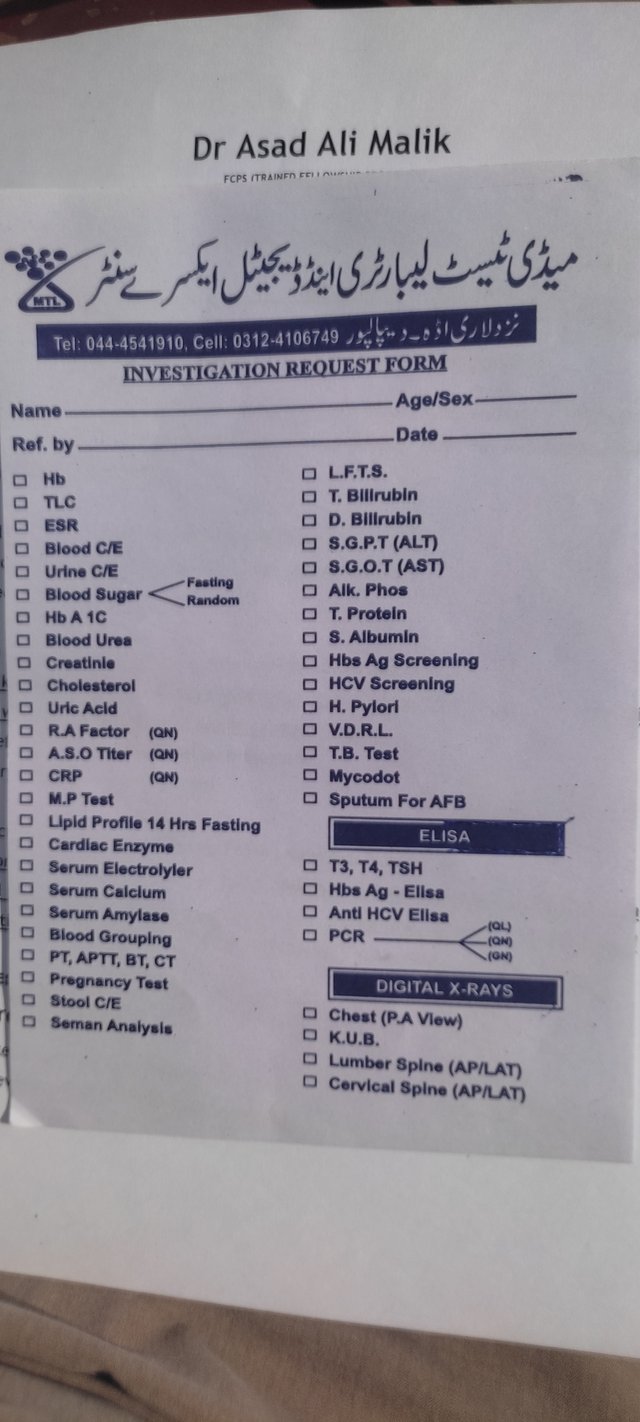 Dr Asad Ali Malik
FCPS (TRAINED
میڈی ٹیسٹ لیبارٹری اینڈ ڈیجیٹل ایکسرے سنٹر
MTL
Tel: 044-4541910, Cell: 0312-4106749 نزد لاری اڈہ۔ دیپالپور
INVESTIGATION REQUEST FORM
Name Age/Sex
Ref. by Date
Hb
TLC
ESR
Blood C/E
Urine C/E
Blood Sugar Fasting
Random
Hb A 1C
Blood Urea
Creatinie
Cholesterol
Uric Acid
R.A Factor (QN)
A.S.O Titer (QN)
CRP (QN)
M.P Test
Lipid Profile 14 Hrs Fasting
Cardiac Enzyme
Serum Electrolyler
Serum Calcium
Serum Amylase
Blood Grouping
PT, APTT, BT, CT
Pregnancy Test
Stool C/E
Seman Analysis
L.F.T.S.
T. Bilirubin
D. Bilirubin
S.G.P.T (ALT)
S.G.O.T (AST)
Alk. Phos
T. Protein
S. Albumin
Hbs Ag Screening
HCV Screening
H. Pylori
V.D.R.L.
T.B. Test
Mycodot
Sputum For AFB
ELISA
T3, T4, TSH
Hbs Ag - Elisa
Anti HCV Elisa
PCR (QL)
(QN)
(GN)
DIGITAL X-RAYS
Chest (P.A View)
K.U.B.
Lumber Spine (AP/LAT)
Cervical Spine (AP/LAT)